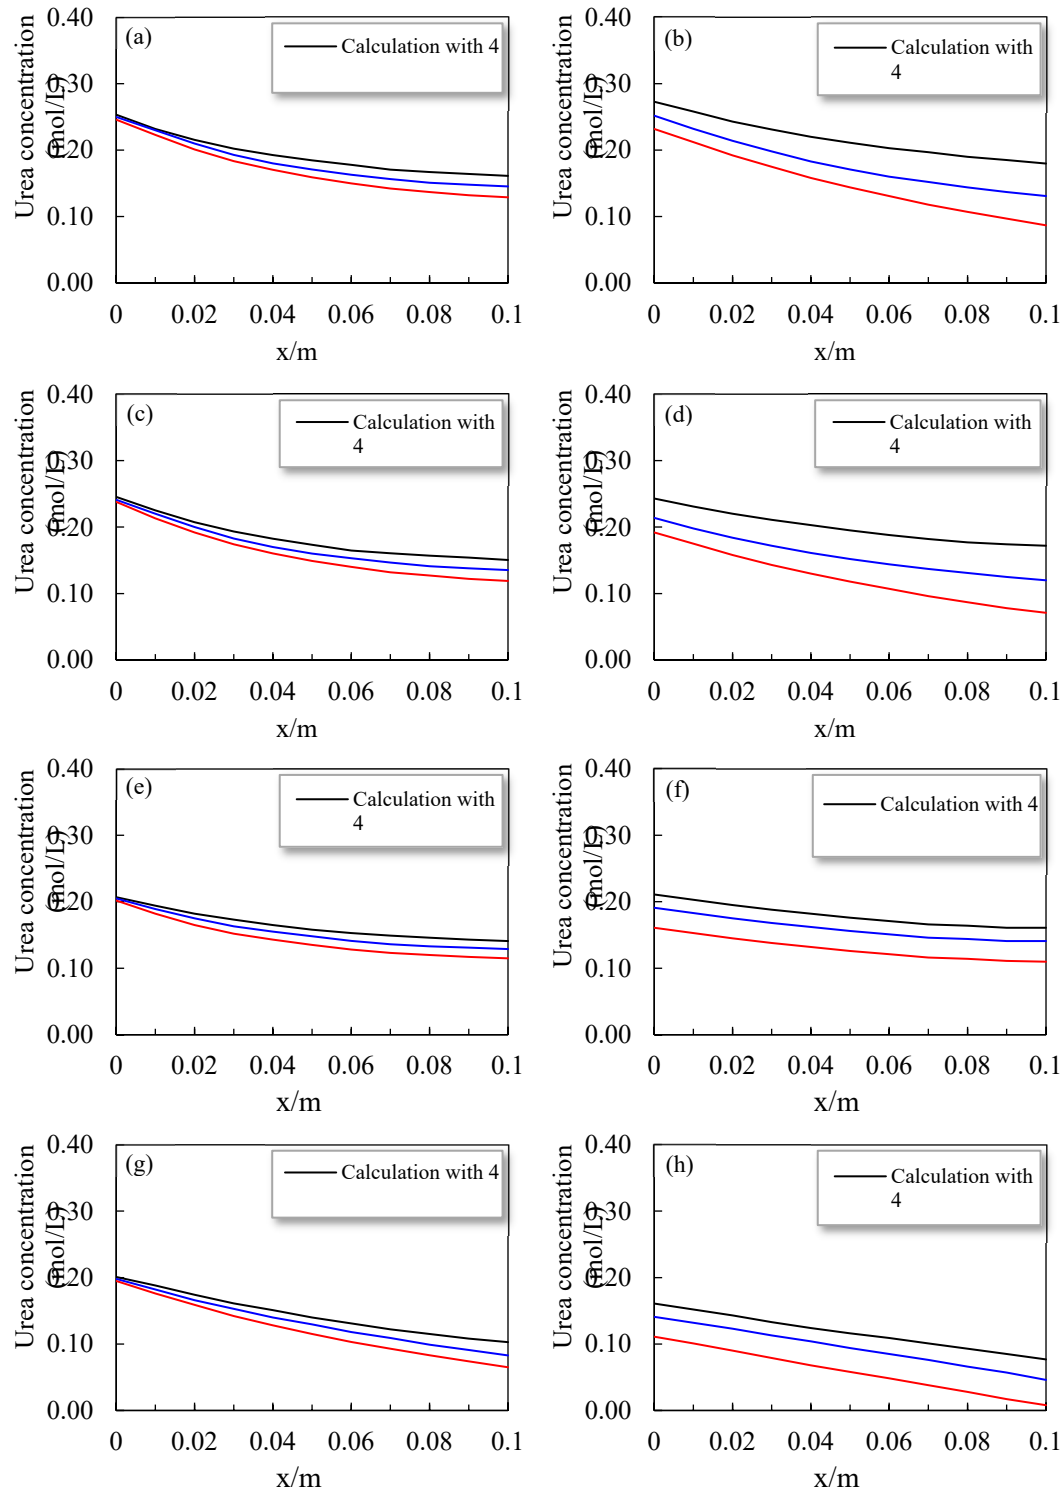 0.40
0.30
0.20
0.10
0.00
Urea concentration
(mol/L)
(a)
Calculation with 4
0 0.02 0.04 0.06 0.08 0.1
x/m
0.40
0.30
0.20
0.10
0.00
Urea concentration
(mol/L)
(b)
Calculation with
4
0 0.02 0.04 0.06 0.08 0.1
x/m
0.40
0.30
0.20
0.10
0.00
Urea concentration
(mol/L)
(c)
Calculation with
4
0 0.02 0.04 0.06 0.08 0.1
x/m
0.40
0.30
0.20
0.10
0.00
Urea concentration
(mol/L)
(d)
Calculation with
4
0 0.02 0.04 0.06 0.08 0.1
x/m
0.40
0.30
0.20
0.10
0.00
Urea concentration
(mol/L)
(e)
Calculation with
4
0 0.02 0.04 0.06 0.08 0.1
x/m
0.40
0.30
0.20
0.10
0.00
Urea concentration
(mol/L)
(f)
Calculation with 4
0 0.02 0.04 0.06 0.08 0.1
x/m
0.40
0.30
0.20
0.10
0.00
Urea concentration
(mol/L)
(g)
Calculation with 4
0 0.02 0.04 0.06 0.08 0.1
x/m
0.40
0.30
0.20
0.10
0.00
Urea concentration
(mol/L)
(h)
Calculation with
4
0 0.02 0.04 0.06 0.08 0.1
x/m